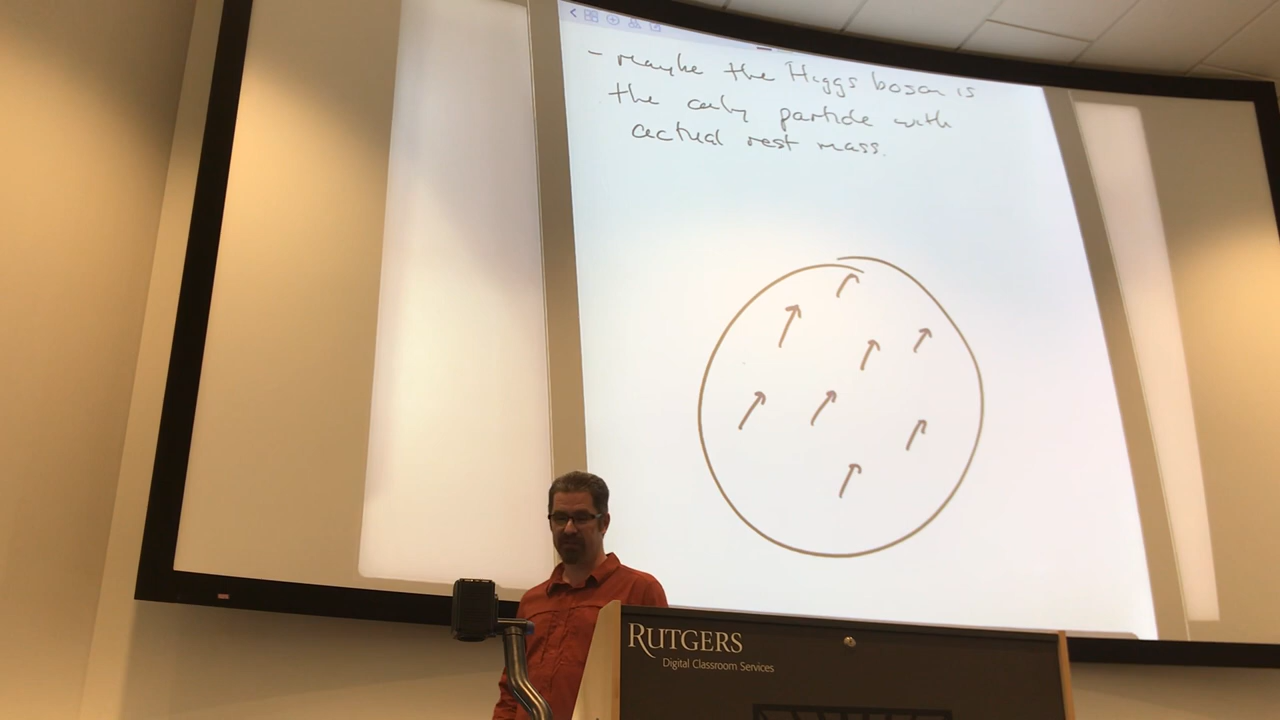 - maybe the Higgs boson is
the only particle with
actual rest mass.
RUTGERS
Digital Classroom Services